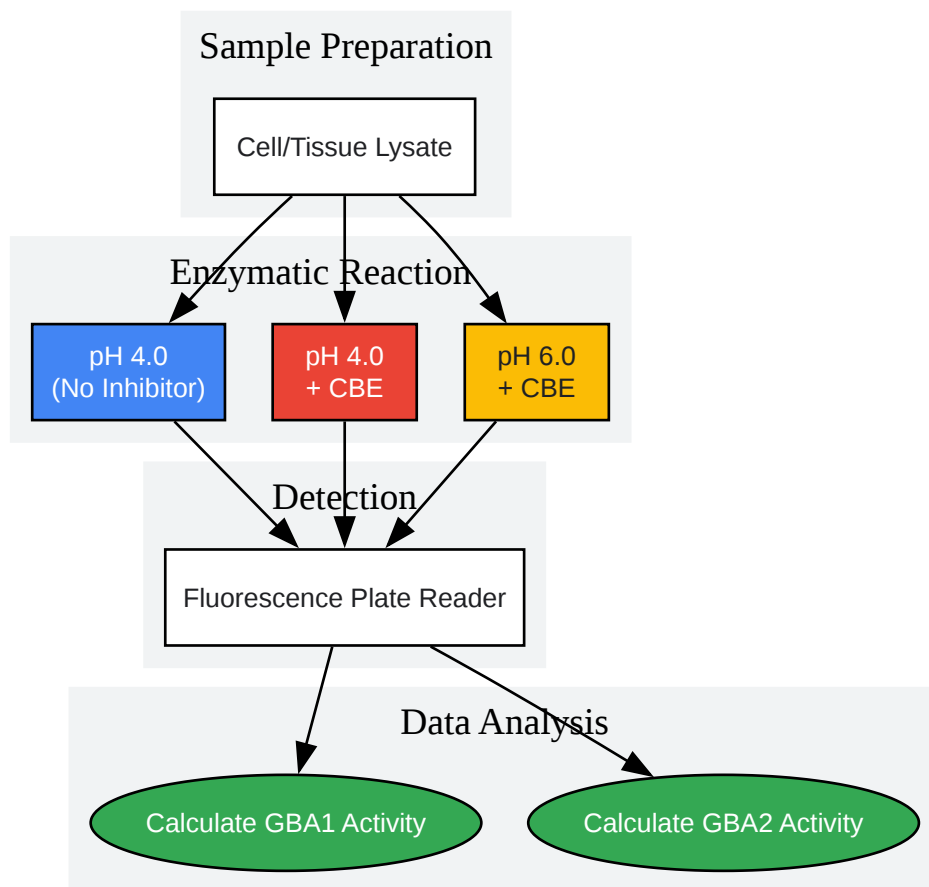 Sample Preparation
Cell/Tissue Lysate
Enzymatic Reaction
pH 4.0
(No Inhibitor)
pH 4.0
+ CBE
pH 6.0
+ CBE
Detection
Fluorescence Plate Reader
Data Analysis
Calculate GBA1 Activity
Calculate GBA2 Activity